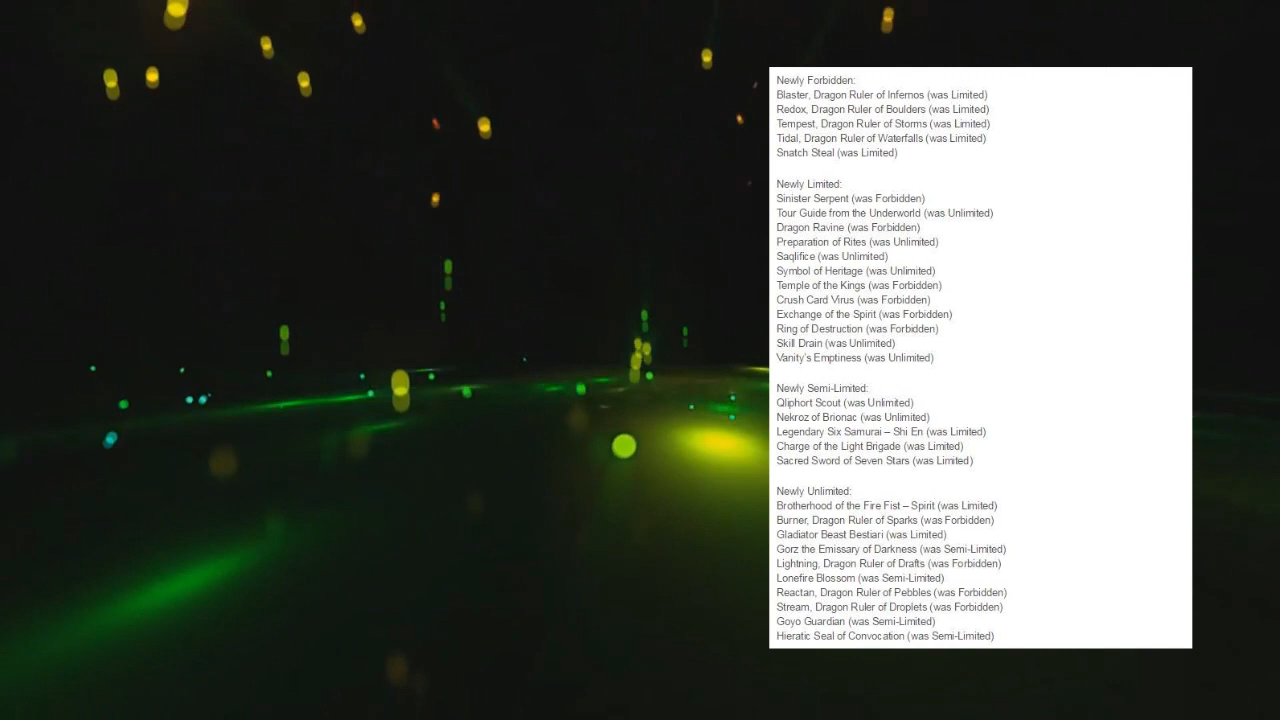 Newly Forbidden:
Blaster, Dragon Ruler of Infernos (was Limited)
Redox, Dragon Ruler of Boulders (was Limited)
Tempest, Dragon Ruler of Storms (was Limited)
Tidal, Dragon Ruler of Waterfalls (was Limited)
Snatch Steal (was Limited)
Newly Limited:
Sinister Serpent (was Forbidden)
Tour Guide from the Underworld (was Unlimited)
Dragon Ravine (was Forbidden)
Preparation of Rites (was Unlimited)
Saqlifice (was Unlimited)
Symbol of Heritage (was Unlimited)
Temple of the Kings (was Forbidden)
Crush Card Virus (was Forbidden)
Exchange of the Spirit (was Forbidden)
Ring of Destruction (was Forbidden)
Skill Drain (was Unlimited)
Vanity's Emptiness (was Unlimited)
Newly Semi-Limited:
Qliphort Scout (was Unlimited)
Nekroz of Brionac (was Unlimited)
Legendary Six Samurai – Shi En (was Limited)
Charge of the Light Brigade (was Limited)
Sacred Sword of Seven Stars (was Limited)
Newly Unlimited:
Brotherhood of the Fire Fist – Spirit (was Limited)
Burner, Dragon Ruler of Sparks (was Forbidden)
Gladiator Beast Bestiari (was Limited)
Gorz the Emissary of Darkness (was Semi-Limited)
Lightning, Dragon Ruler of Drafts (was Forbidden)
Lonefire Blossom (was Semi-Limited)
Reactan, Dragon Ruler of Pebbles (was Forbidden)
Stream, Dragon Ruler of Droplets (was Forbidden)
Goyo Guardian (was Semi-Limited)
Hieratic Seal of Convocation (was Semi-Limited)